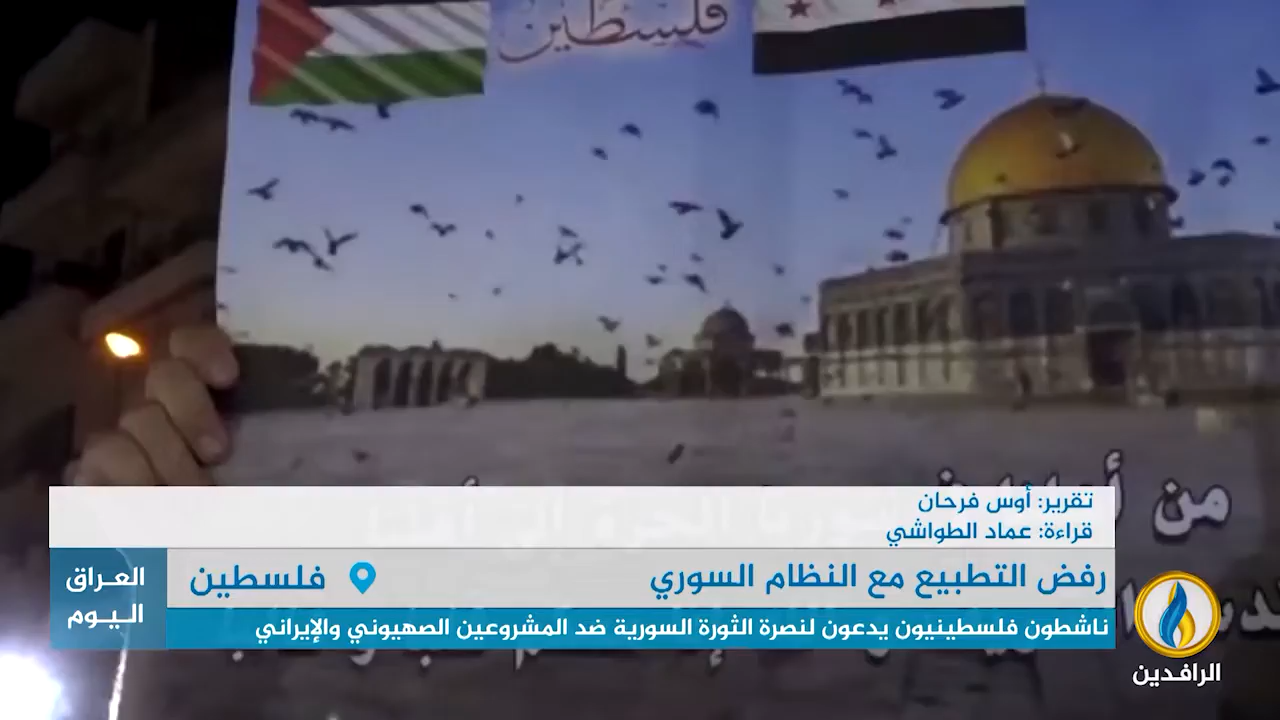 فلسطين
من
تقرير: أوس فرحان
قراءة: عماد الطواشي
رفض التطبيع مع النظام السوري
فلسطين
ناشطون فلسطينيون يدعون لنصرة الثورة السورية ضد المشروعين الصهيوني والإيراني
العراق
اليوم
الرافدين